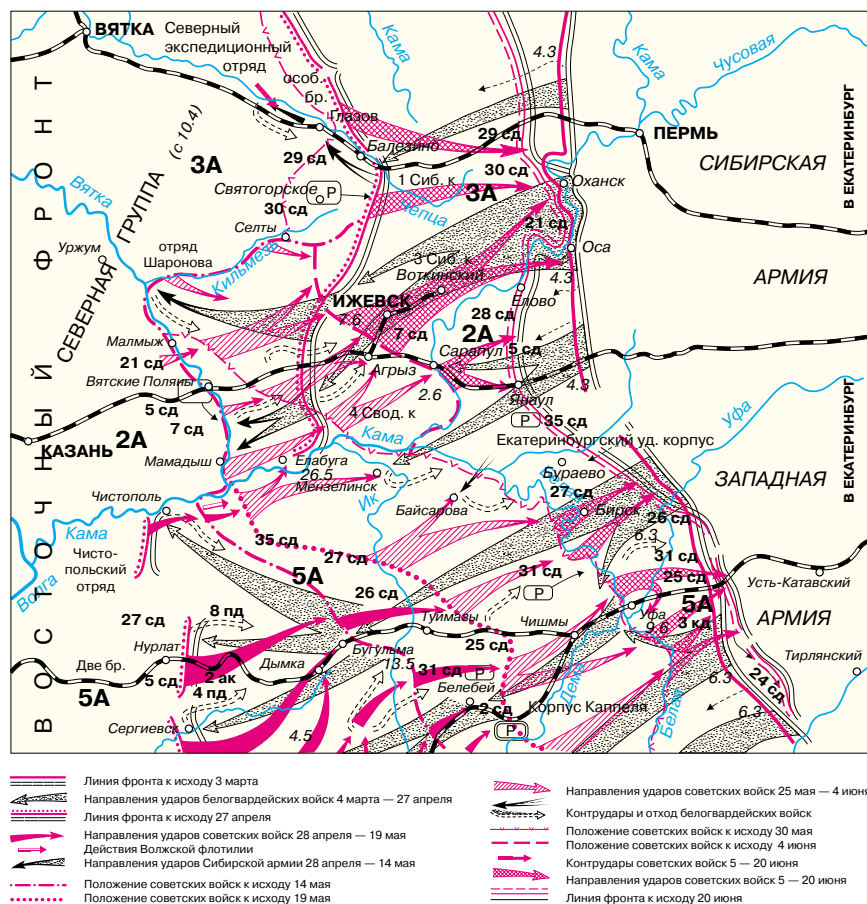 ВЯТКА
Северный
экспедиционный
отряд
особ.
бр.
Глазов
Балезино
Кама
4.3
Кама
Чусовая
ПЕРМЬ
В ЕКАТЕРИНБУРГ
СИБИРСКАЯ
3А
(с 10.4)
29 сд
29 сд
Святогорское
Р
1 Сиб. к
30 сд
3А
Оханск
Вятка
30 сд
Селты
Чепца
21 сд
Оса
Уржум
отряд
Шаронова
Кильмезь
3 Сиб. к
Воткинский
4.3
Елово
АРМИЯ
СЕВЕРНАЯ ГРУППА
ВОСТОЧНЫЙ ФРОНТ
ИЖЕВСК
7.6
28 сд
7 сд
2А
Малмыж
21 сд
Сарапул
5 сд
Агрыз
Вятские Поляны
Янаул
4.3
2.6
5 сд
7 сд
4 Свод. к
Р
35 сд
КАЗАНЬ
2А
Кама
Екатеринбургский уд. корпус
Уфа
Мамадыш
Елабуга
26.5
Мензелинск
Бураево
27 сд
ЗАПАДНАЯ
В ЕКАТЕРИНБУРГ
Чистополь
Ик
Байсарова
Бирск
26 сд
Кама
6.3
Чисто-
польский
отряд
35 сд
27 сд
31 сд
Волга
5А
31 сд
25 сд
Усть-Катавский
26 сд
Р
5А
27 сд
8 пд
Туймазы
Чишмы
Уфа
9.6
3 кд
АРМИЯ
Нурлат
Бугульма
25 сд
Две бр.
Дымка
13.5
31 сд
Р
Тирлянский
5 сд
2 ак
4 пд
5А
Белебей
Дема
6.3
24 сд
2 сд
Корпус Каппеля
Белая
6.3
Сергиевск
4.5
Р
Линия фронта к исходу 3 марта
Направления ударов белогвардейских войск 4 марта — 27 апреля
Линия фронта к исходу 27 апреля
Направления ударов советских войск 28 апреля — 19 мая
Действия Волжской флотилии
Направления ударов Сибирской армии 28 апреля — 14 мая
Положение советских войск к исходу 14 мая
Положение советских войск к исходу 19 мая
Направления ударов советских войск 25 мая — 4 июня
Контрудары и отход белогвардейских войск
Положение советских войск к исходу 30 мая
Положение советских войск к исходу 4 июня
Контрудары советских войск 5 — 20 июня
Направления ударов советских войск 5 — 20 июня
Линия фронта к исходу 20 июня